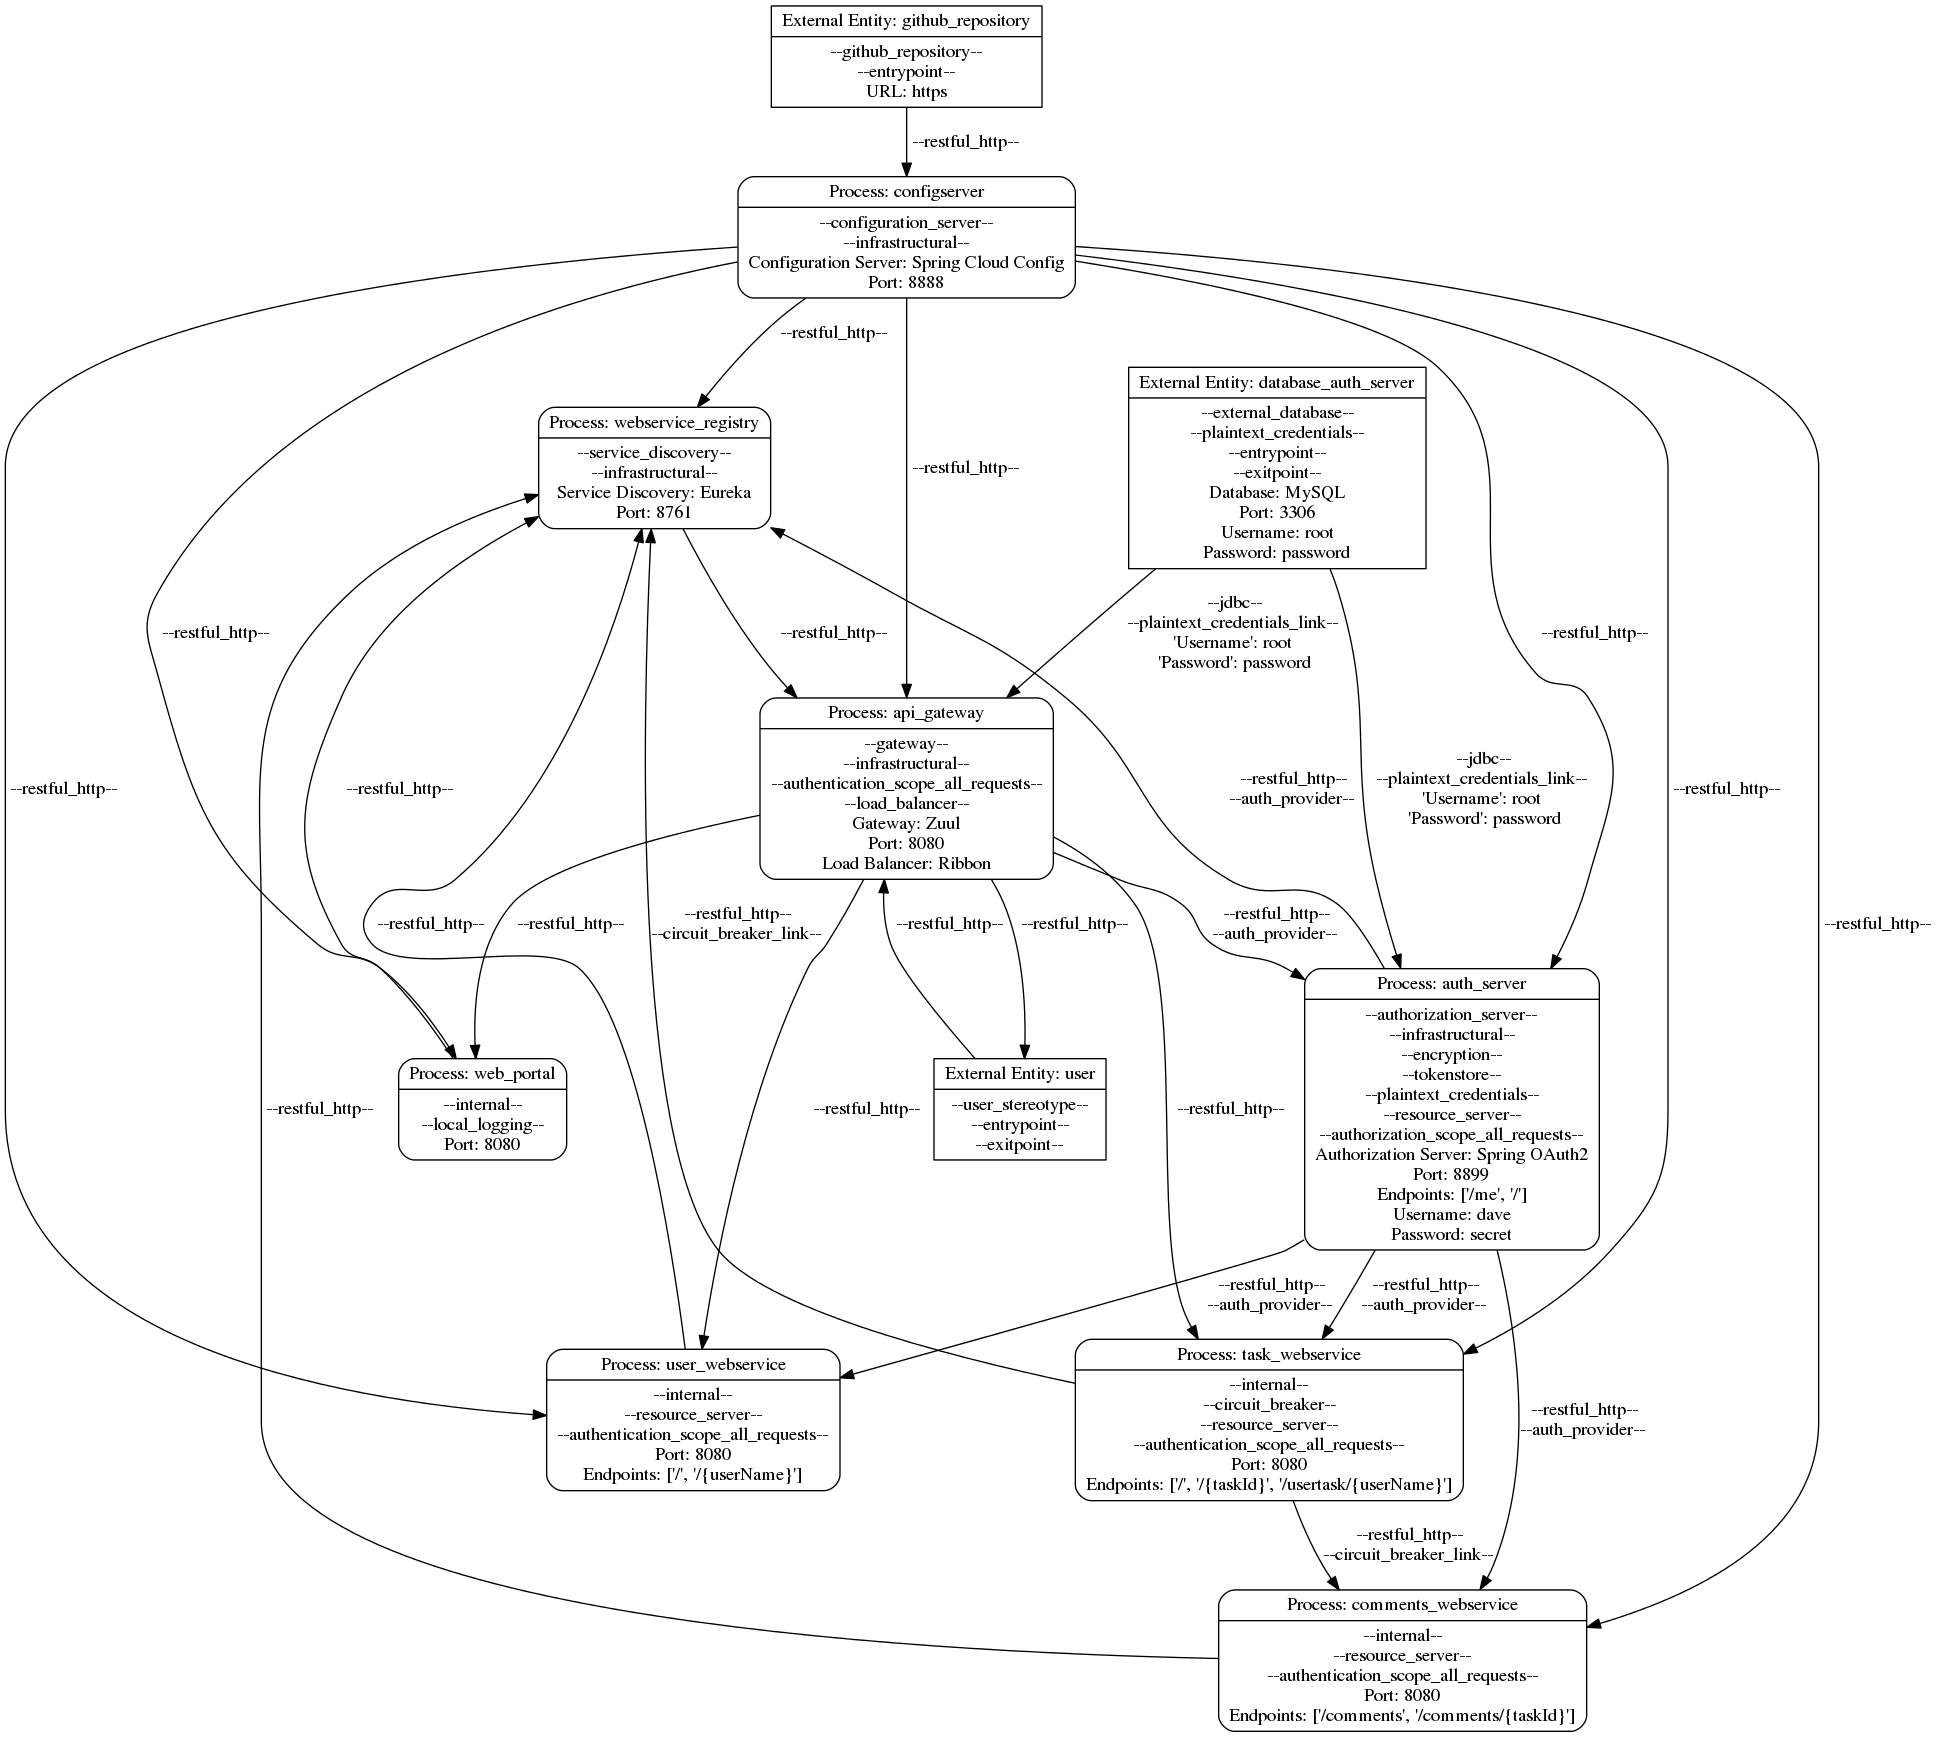 External Entity: github_repository
--github_repository--
--entrypoint--
URL: https
--restful_http--
Process: configserver
--configuration_server--
--infrastructural--
Configuration Server: Spring Cloud Config
Port: 8888
--restful_http--
External Entity: database_auth_server
--external_database--
--plaintext_credentials--
--entrypoint--
--exitpoint--
Database: MySQL
Port: 3306
Username: root
Password: password
Process: webservice_registry
--service_discovery--
--infrastructural--
Service Discovery: Eureka
Port: 8761
--restful_http--
--restful_http--
--restful_http--
--jdbc--
--plaintext_credentials_link--
'Username': root
'Password': password
--restful_http--
Process: api_gateway
--gateway--
--infrastructural--
--authentication_scope_all_requests--
--load_balancer--
Gateway: Zuul
Port: 8080
Load Balancer: Ribbon
--restful_http--
--restful_http--
--restful_http--
--auth_provider--
--jdbc--
--plaintext_credentials_link--
'Username': root
'Password': password
--restful_http--
--restful_http--
--restful_http--
--restful_http--
--circuit_breaker_link--
--restful_http--
--restful_http--
--restful_http--
--auth_provider--
--restful_http--
Process: auth_server
--authorization_server--
--infrastructural--
--encryption--
--tokenstore--
--plaintext_credentials--
--resource_server--
--authorization_scope_all_requests--
Authorization Server: Spring OAuth2
Port: 8899
Endpoints: ['/me', '/']
Username: dave
Password: secret
--restful_http--
Process: web_portal
--internal--
--local_logging--
Port: 8080
--restful_http--
External Entity: user
--user_stereotype--
--entrypoint--
--exitpoint--
--restful_http--
--restful_http--
--auth_provider--
--restful_http--
--auth_provider--
Process: user_webservice
--internal--
--resource_server--
--authentication_scope_all_requests--
Port: 8080
Endpoints: ['/', '/{userName}']
Process: task_webservice
--internal--
--circuit_breaker--
--resource_server--
--authentication_scope_all_requests--
Port: 8080
Endpoints: ['/', '/{taskId}', '/usertask/{userName}']
--restful_http--
--auth_provider--
--restful_http--
--circuit_breaker_link--
Process: comments_webservice
--internal--
--resource_server--
--authentication_scope_all_requests--
Port: 8080
Endpoints: ['/comments', '/comments/{taskId}']